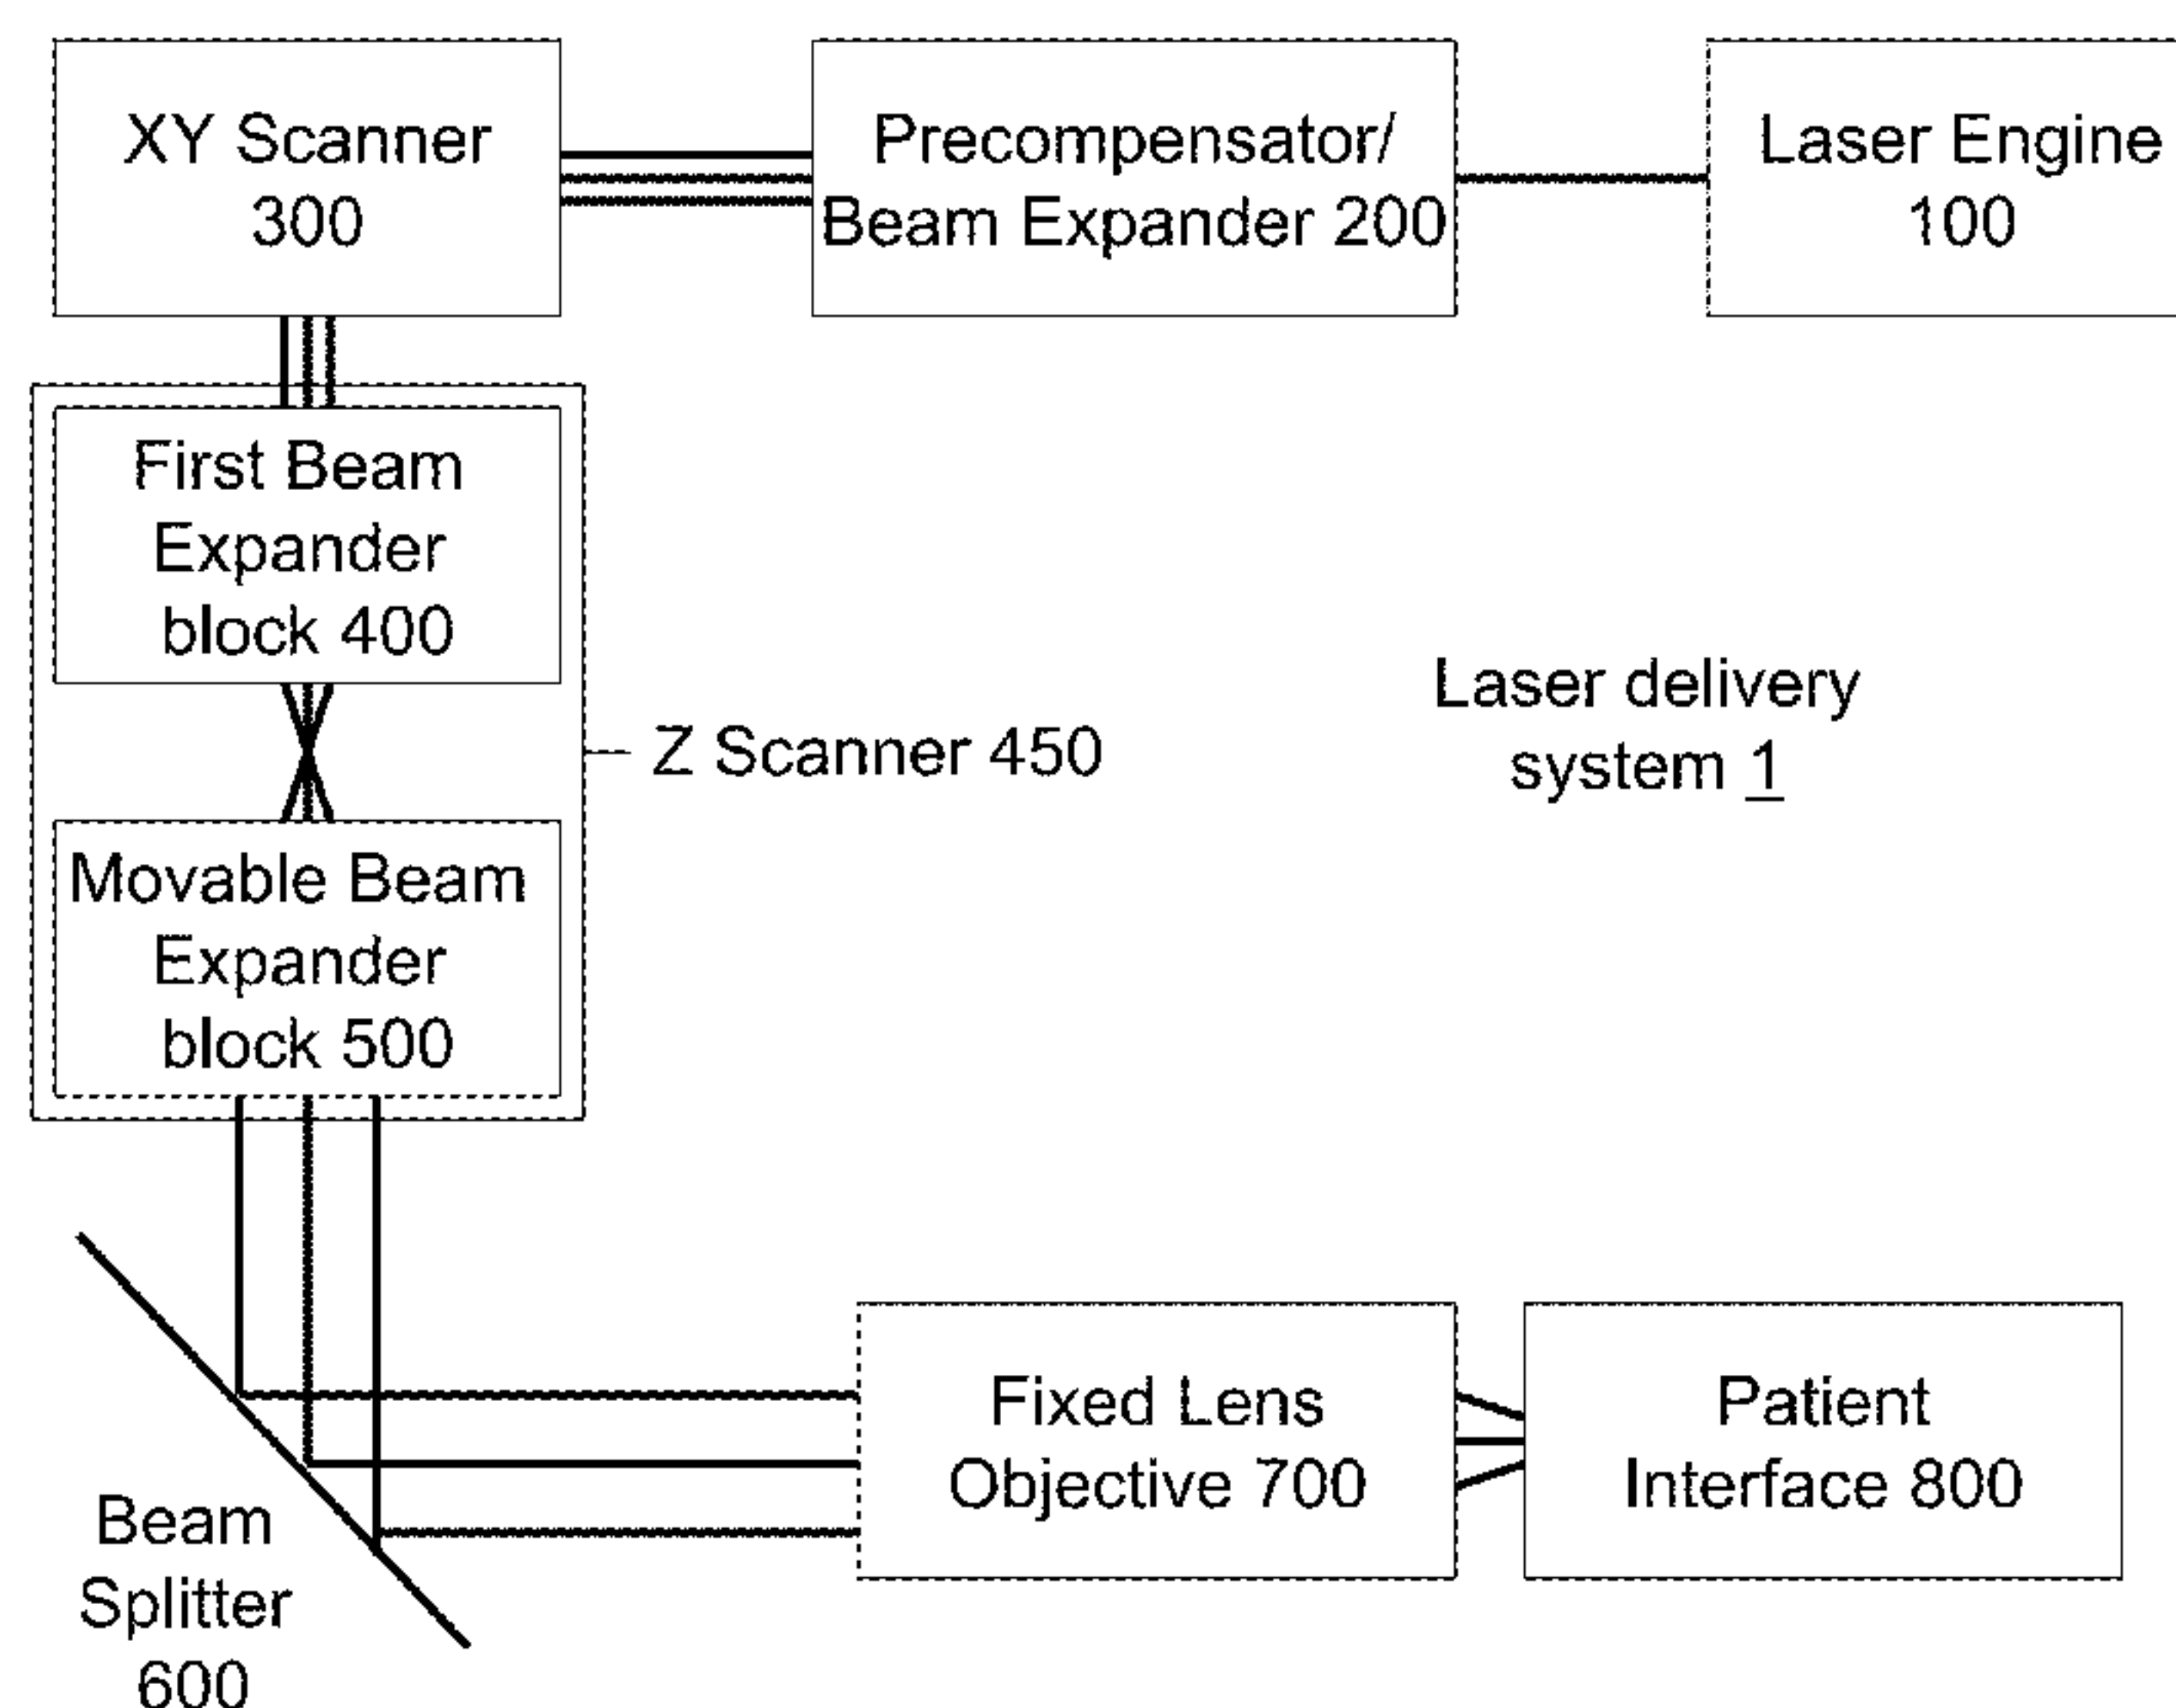 XY Scanner
300
Precompensator/
Beam Expander 200
Laser Engine
100
First Beam
Expander
block 400
Z Scanner 450
Laser delivery
system 1
Movable Beam
Expander
block 500
Fixed Lens
Objective 700
Patient
Interface 800
Beam
Splitter
600